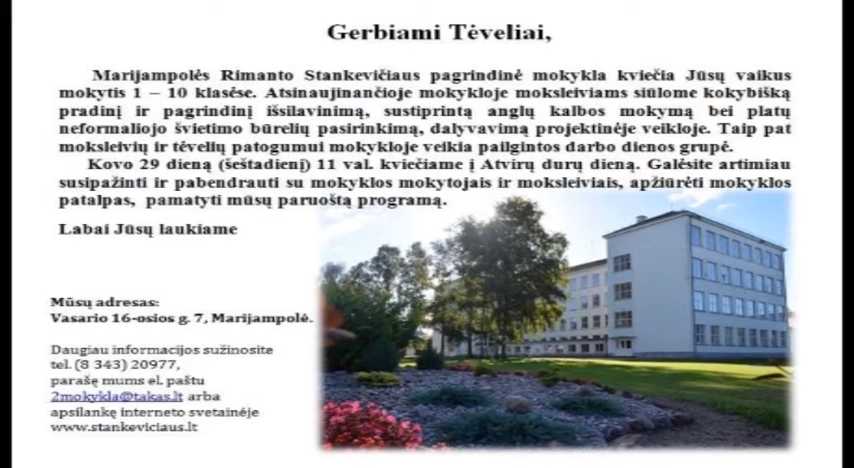 Gerbiami Tėveliai,
Marijampolės Rimanto Stankevičiaus pagrindinė mokykla kviečia Jūsų vaikus
mokytis 1 – 10 klasėse. Atsinaujinančioje mokykloje moksleiviams siūlome kokybišką
pradinį ir pagrindinį išsilavinimą, sustiprintą anglų kalbos mokymą bei platų
neformaliojo švietimo būrelių pasirinkimą, dalyvavimą projektinėje veikloje. Taip pat
moksleivių ir tėvelių patogumui mokykloje veikia pailgintos darbo dienos grupė.
Kovo 29 dieną (šeštadienį) 11 val. kviečiame į Atvirų durų dieną. Galėsite artimiau
susipažinti ir pabendrauti su mokyklos mokytojais ir moksleiviais, apžiūrėti mokyklos
patalpas, pamatyti mūsų paruoštą programą.
Labai Jūsų laukiame
Mūsų adresas:
Vasario 16-osios g. 7, Marijampolė.
Daugiau informacijos sužinosite
tel. (8 343) 20977,
parašę mums el. paštu
2mokykla@takas.lt arba
apsilankę interneto svetainėje
www.stankeviciaus.lt